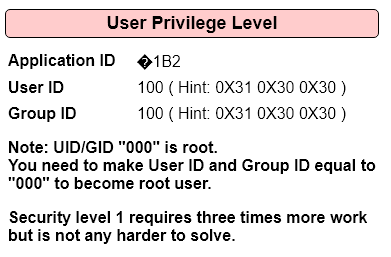 User Privilege Level
Application ID �1B2
User ID 100 ( Hint: 0X31 0X30 0X30 )
Group ID 100 ( Hint: 0X31 0X30 0X30 )
Note: UID/GID "000" is root.
You need to make User ID and Group ID equal to
"000" to become root user.
Security level 1 requires three times more work
but is not any harder to solve.